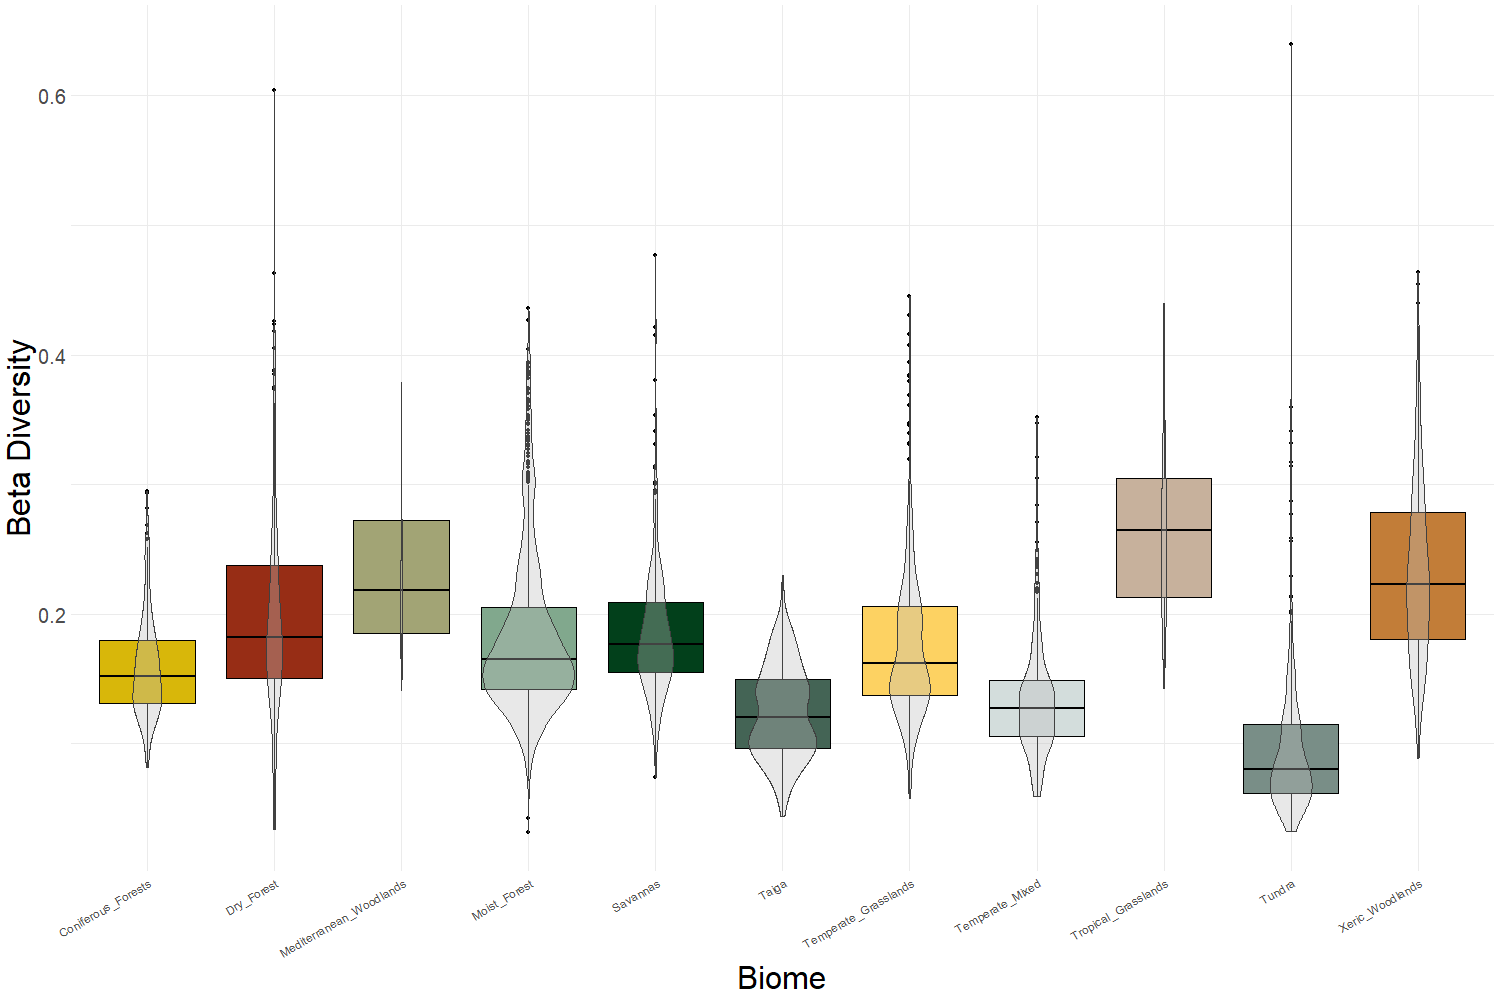 Beta Diversity
0.6
0.4
0.2
Coniferous_Forests
Dry_Forest
Mediterranean_Woodlands
Moist_Forest
Savannas
Taiga
Temperate_Grasslands
Temperate_Mixed
Tropical_Grasslands
Tundra
Xeric_Woodlands
Biome